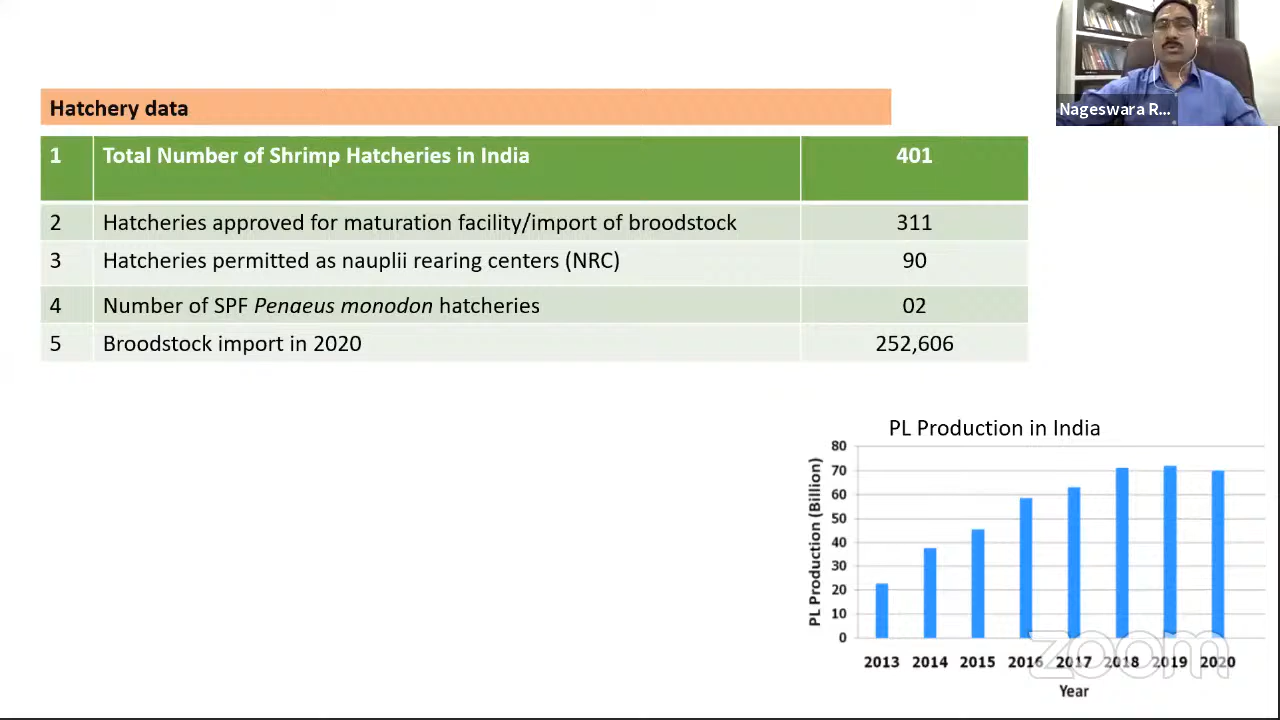 Nageswara R...
Hatchery data
1 Total Number of Shrimp Hatcheries in India 401
2 Hatcheries approved for maturation facility/import of broodstock 311
3 Hatcheries permitted as nauplii rearing centers (NRC) 90
4 Number of SPF Penaeus monodon hatcheries 02
5 Broodstock import in 2020 252,606
PL Production in India
PL Production (Billion)
80
70
60
50
40
30
20
10
0
2013 2014 2015 2016 2017 2018 2019 2020
Year
zoom